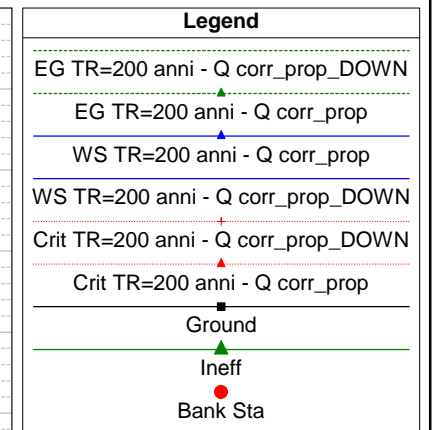 Legend
EG TR=200 anni - Q corr_prop_DOWN
EG TR=200 anni - Q corr_prop
WS TR=200 anni - Q corr_prop
WS TR=200 anni - Q corr_prop_DOWN
Crit TR=200 anni - Q corr_prop_DOWN
Crit TR=200 anni - Q corr_prop
Ground
Ineff
Bank Sta